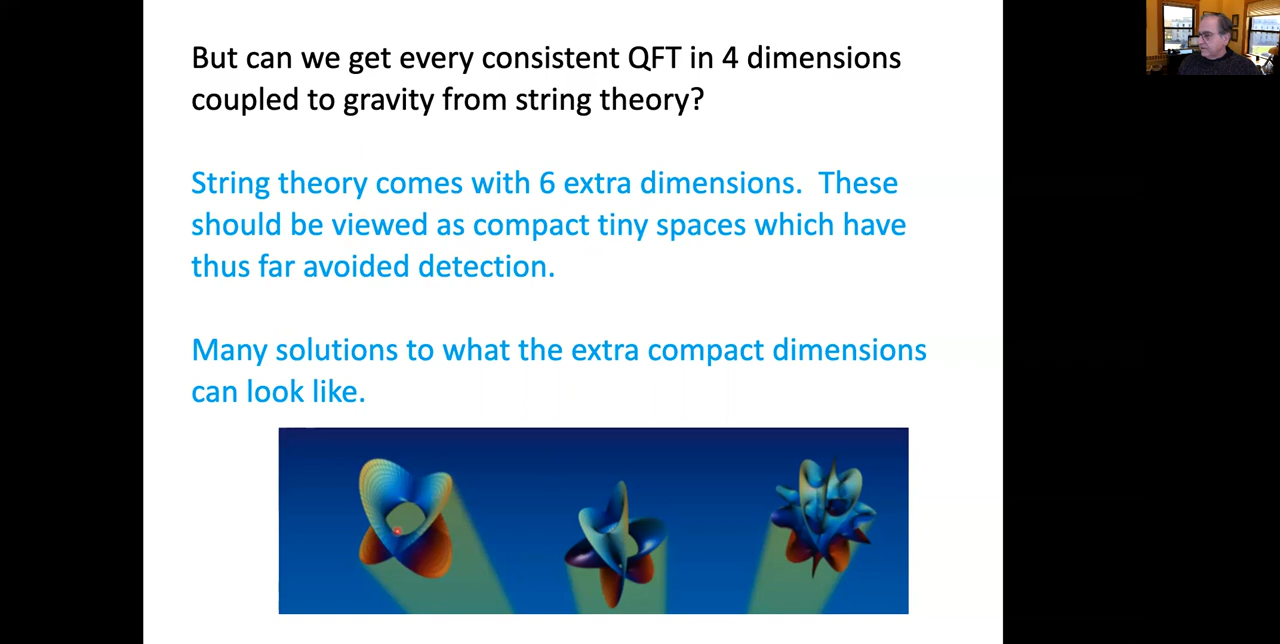 But can we get every consistent QFT in 4 dimensions
coupled to gravity from string theory?
String theory comes with 6 extra dimensions.  These
should be viewed as compact tiny spaces which have
thus far avoided detection.
Many solutions to what the extra compact dimensions
can look like.